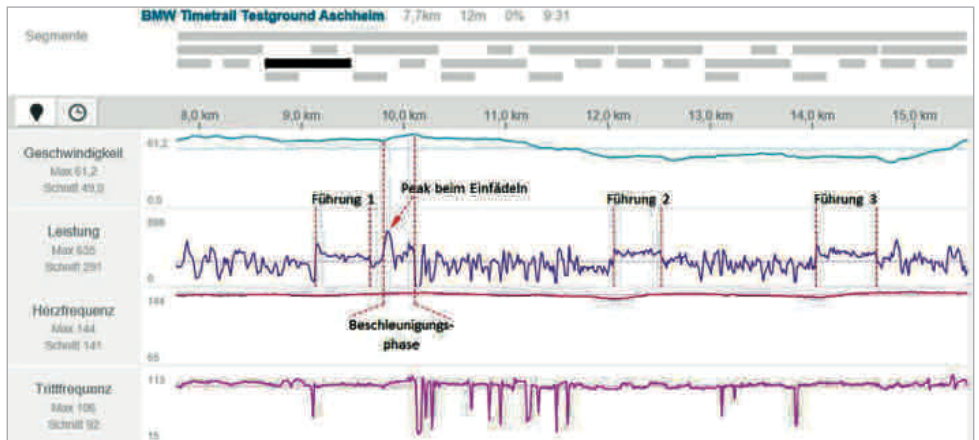 BMW Timetrail Testground Aschheim 7,7km 12m 0% 9:31
Segmente
8,0 km 9,0 km 10,0 km 11,0 km 12,0 km 13,0 km 14,0 km 15,0 km
Geschwindigkeit
Max 61,2
Schnitt 49,0
61,2
0,0
Peak beim Einfädeln
Führung 1
Führung 2
Führung 3
Leistung
Max 635
Schnitt 291
0
Herzfrequenz
Max 144
Schnitt 141
144
65
Beschleunigungs-
phase
Trittfrequenz
Max 106
Schnitt 92
113
15